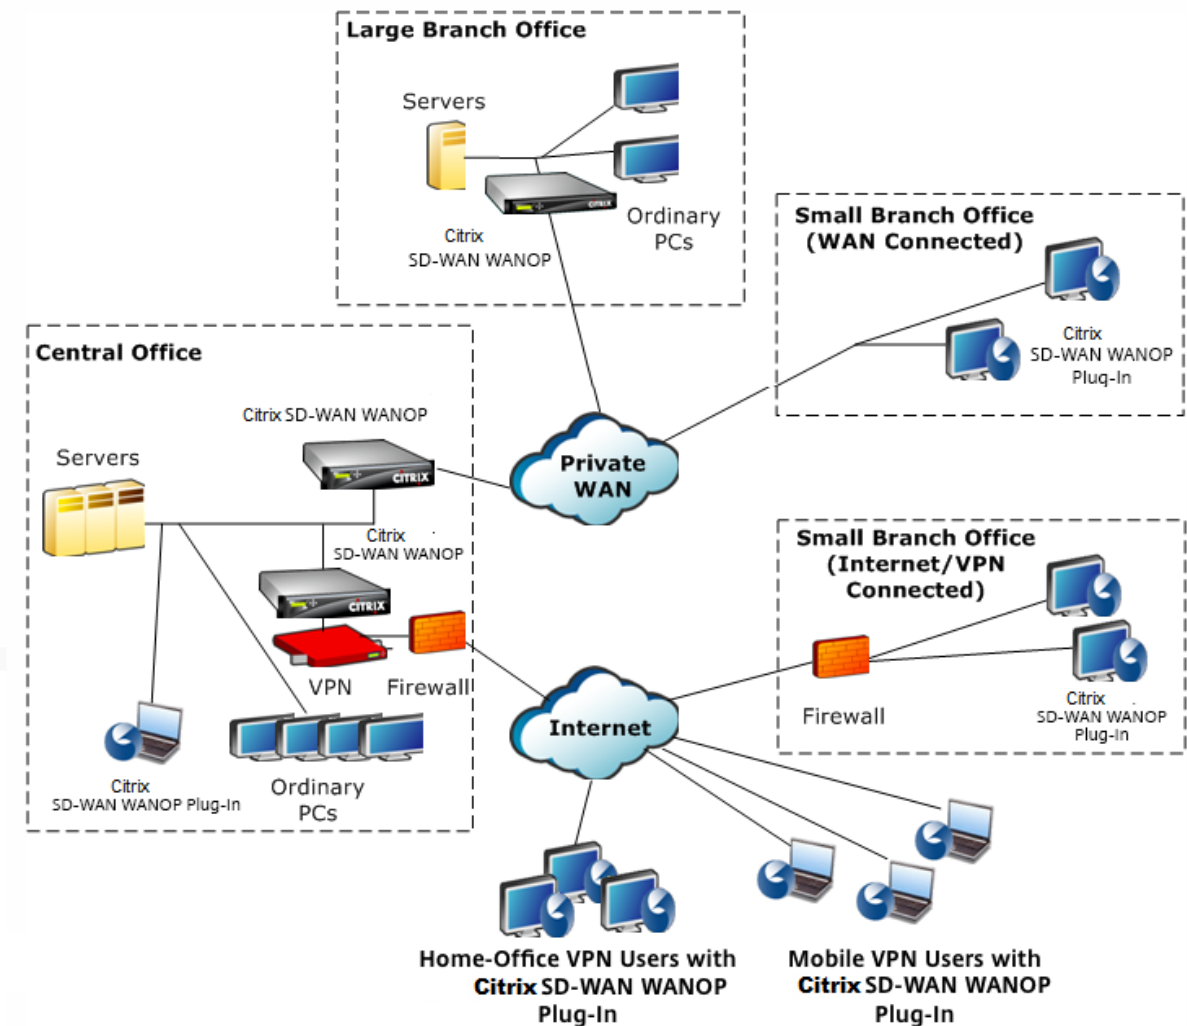 Large Branch Office
Servers
CITRIX
Ordinary
PCs
Citrix
SD-WAN WANOP
Small Branch Office
(WAN Connected)
Citrix
SD-WAN WANOP
Plug-In
Central Office
Citrix SD-WAN WANOP
Servers
CITRIX
Citrix
SD-WAN WANOP
CITRIX
VPN
Firewall
Citrix
SD-WAN WANOP Plug-In
Ordinary
PCs
Private
WAN
Small Branch Office
(Internet/VPN
Connected)
Firewall
Citrix
SD-WAN WANOP
Plug-In
Internet
Home-Office VPN Users with
Citrix SD-WAN WANOP
Plug-In
Mobile VPN Users with
Citrix SD-WAN WANOP
Plug-In